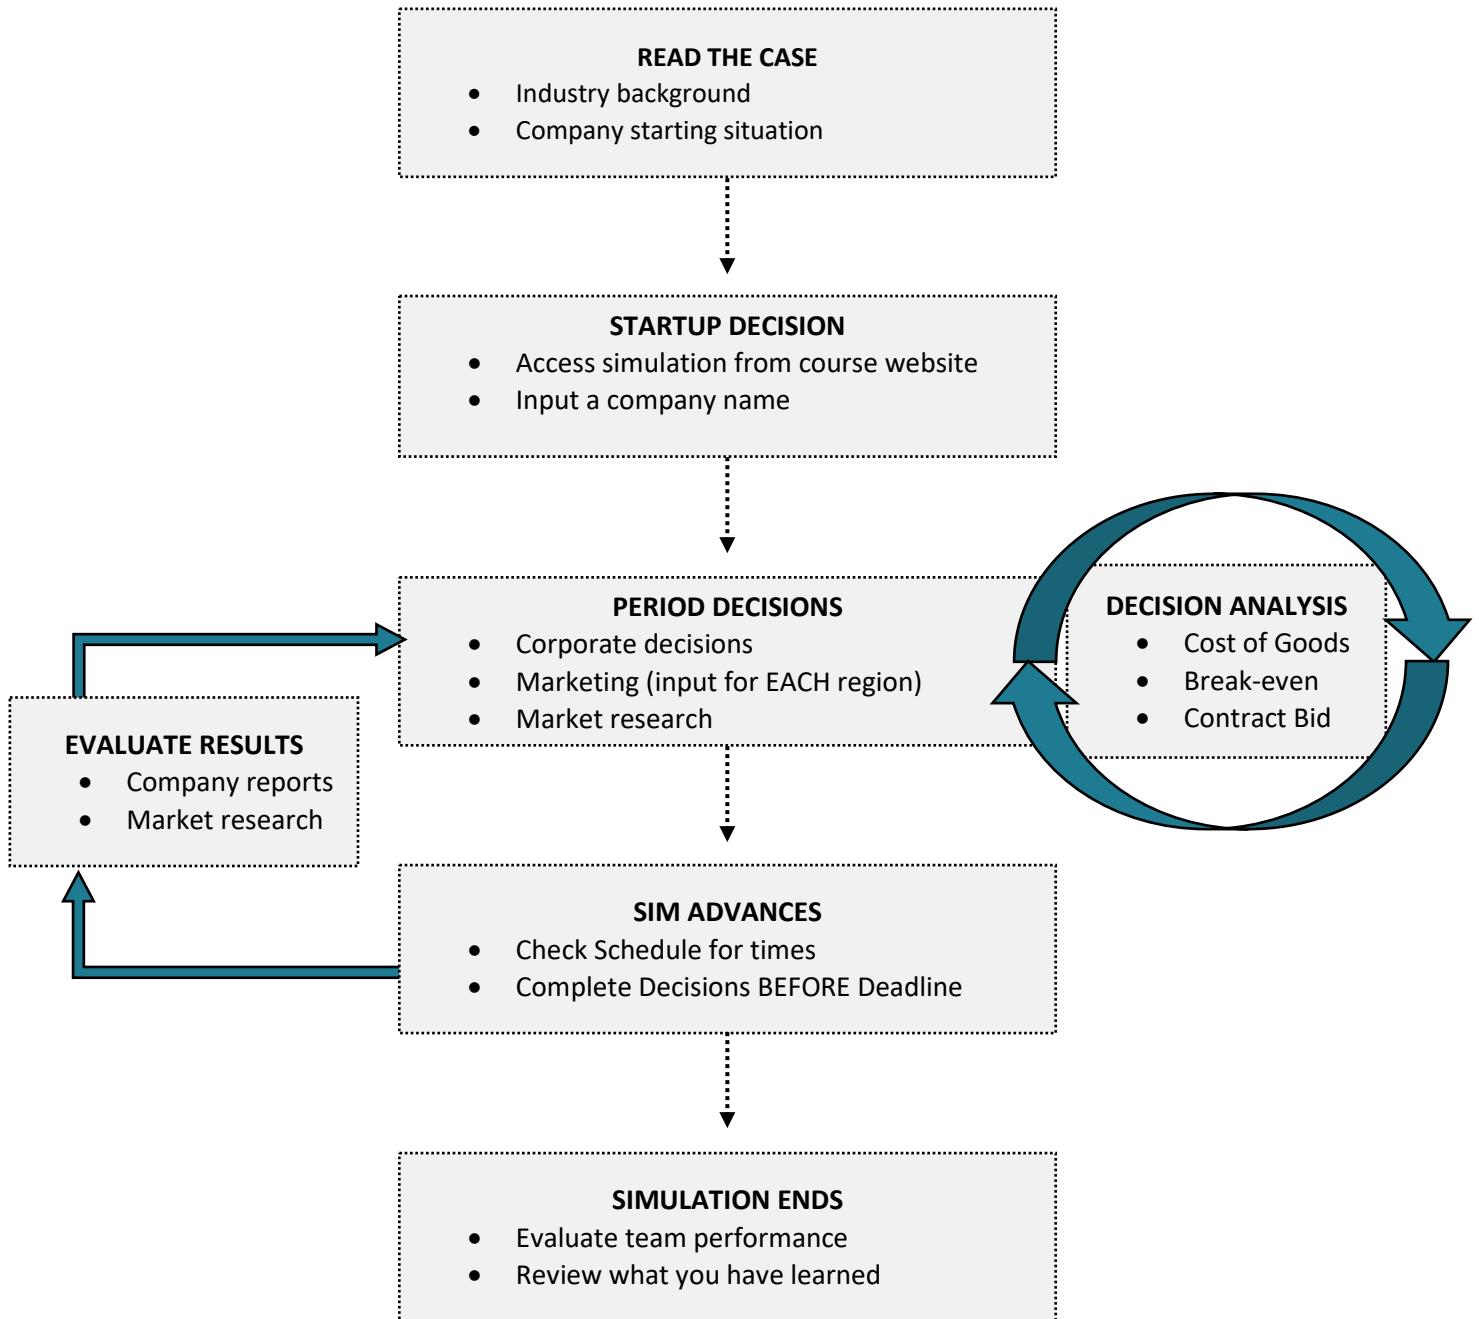 READ THE CASE
• Industry background
• Company starting situation
STARTUP DECISION
• Access simulation from course website
• Input a company name
PERIOD DECISIONS
• Corporate decisions
• Marketing (input for EACH region)
• Market research
DECISION ANALYSIS
• Cost of Goods
• Break-even
• Contract Bid
EVALUATE RESULTS
• Company reports
• Market research
SIM ADVANCES
• Check Schedule for times
• Complete Decisions BEFORE Deadline
SIMULATION ENDS
• Evaluate team performance
• Review what you have learned